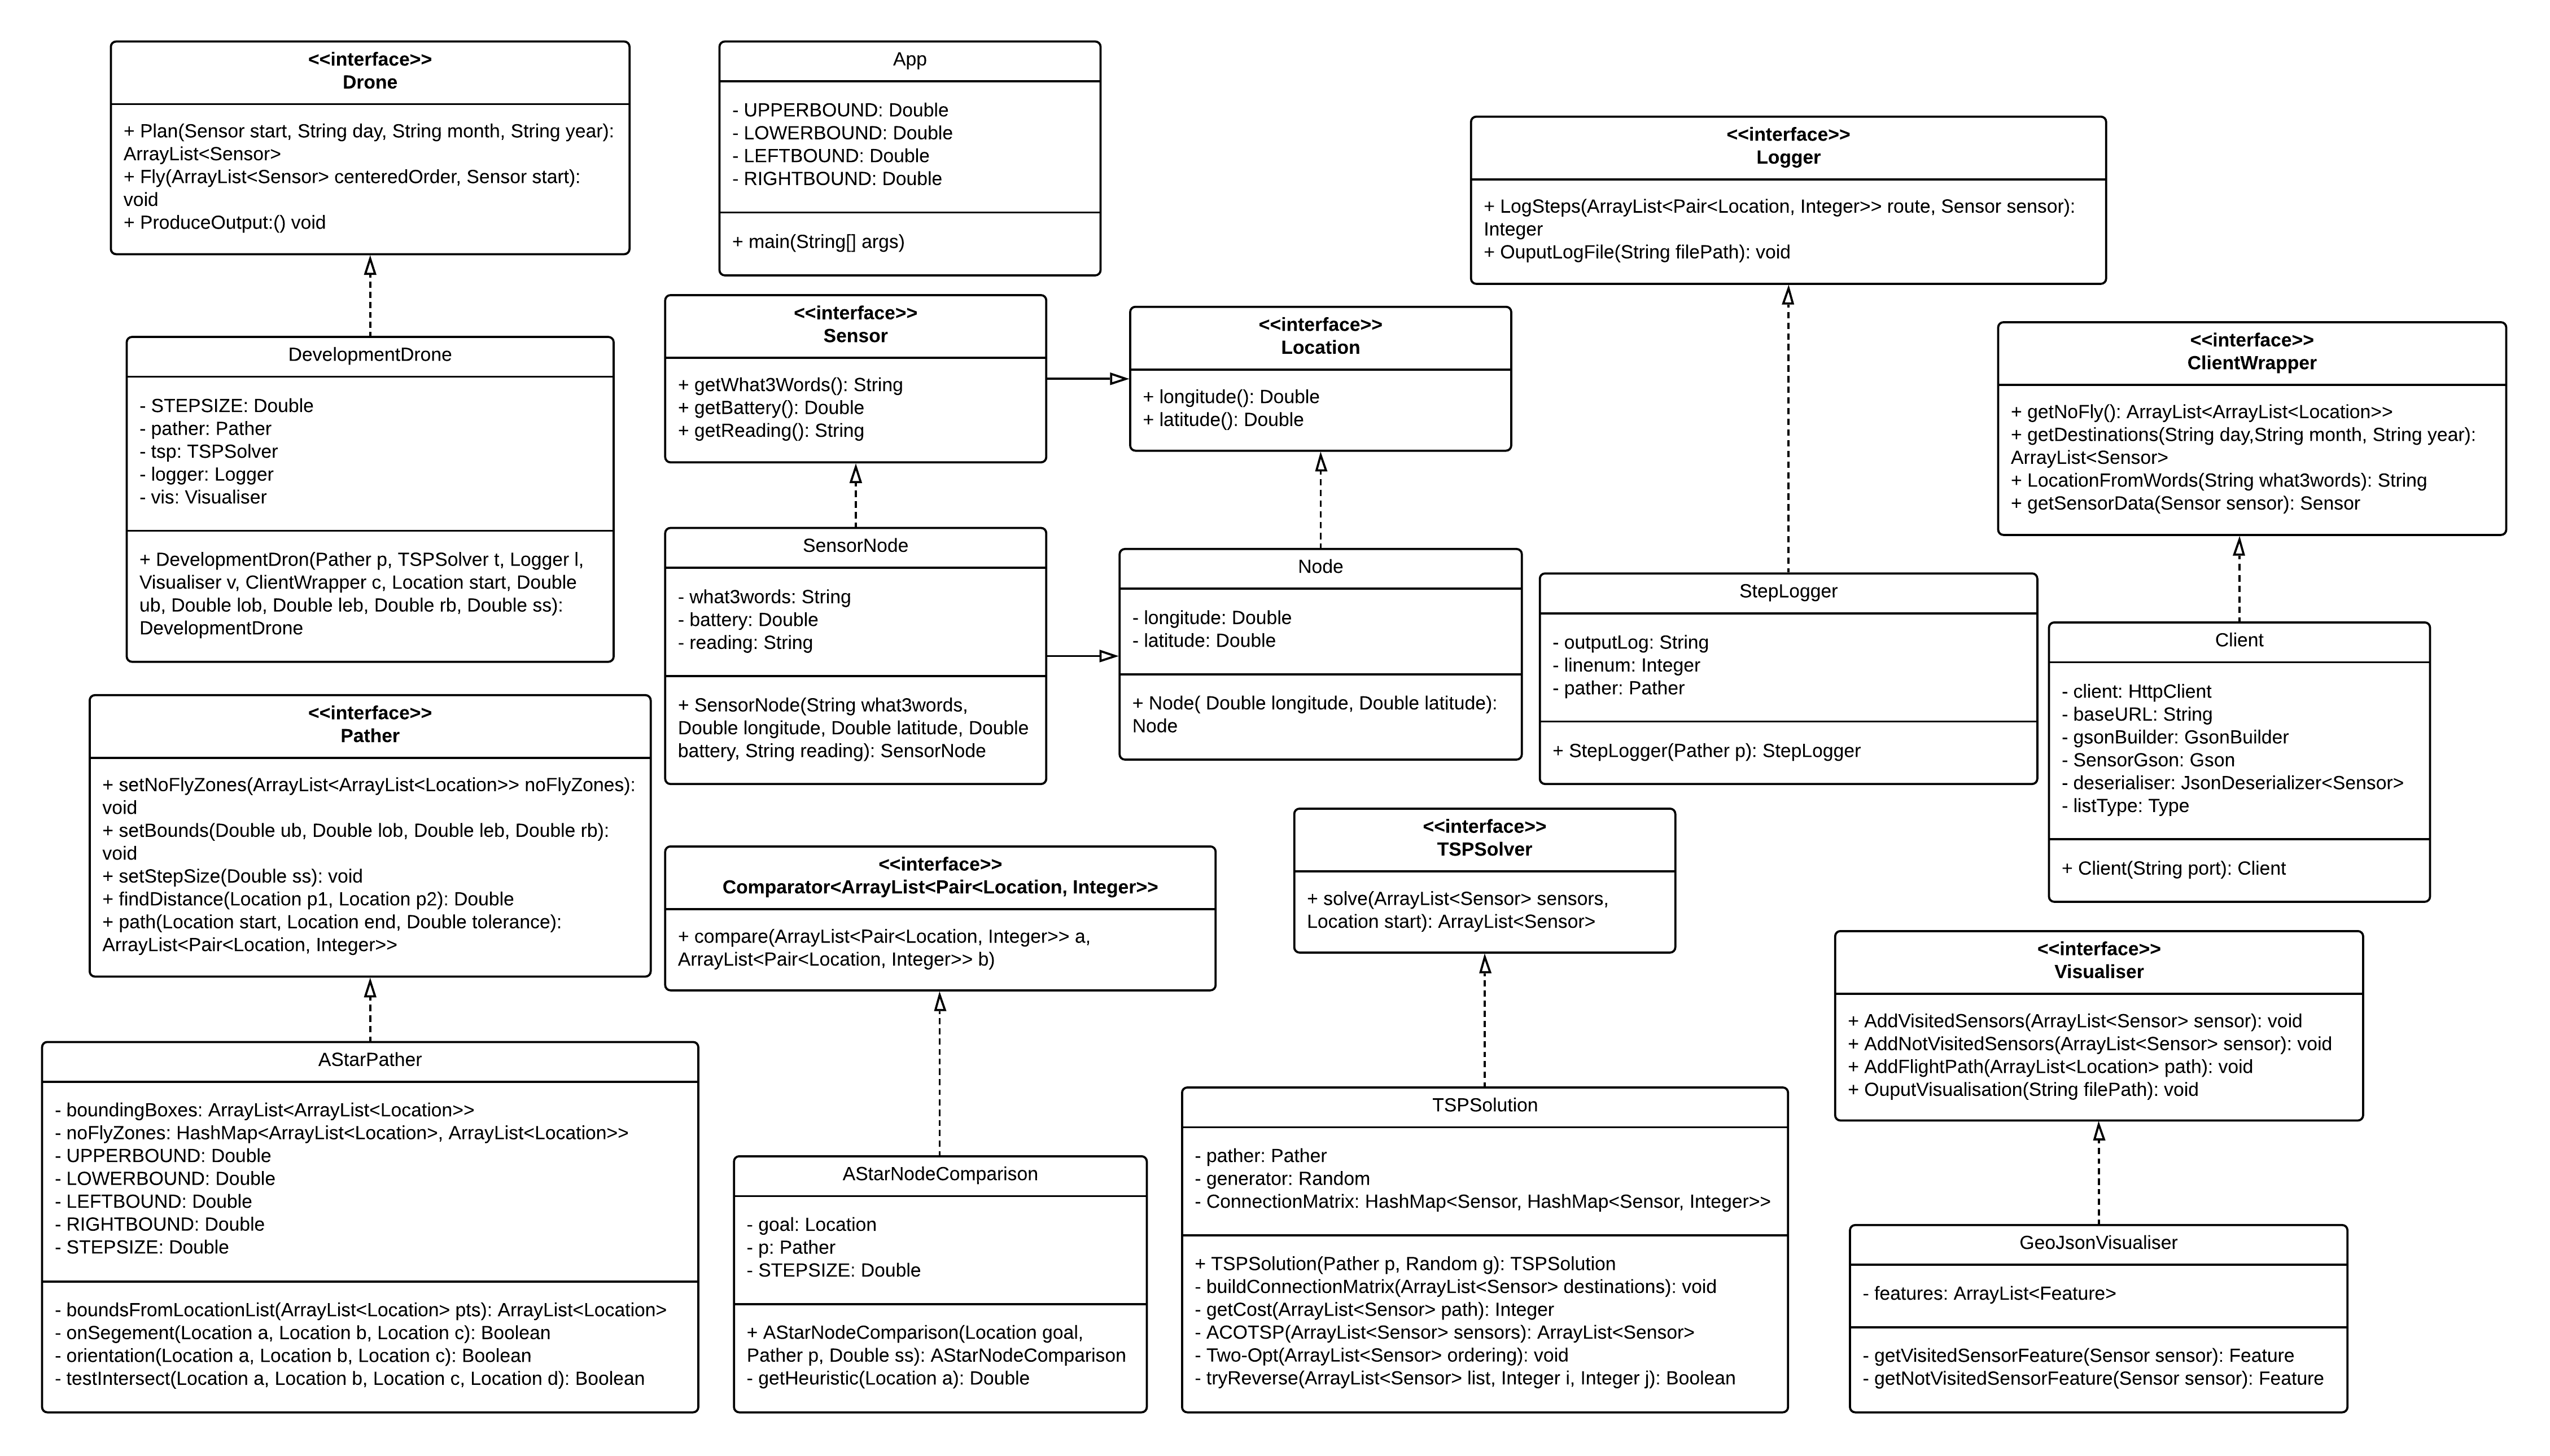 <<interface>>
Drone
+ Plan(Sensor start, String day, String month, String year):
ArrayList<Sensor>
+ Fly(ArrayList<Sensor> centeredOrder, Sensor start):
void
+ ProduceOutput:() void
App
- UPPERBOUND: Double
- LOWERBOUND: Double
- LEFTBOUND: Double
- RIGHTBOUND: Double
+ main(String[] args)
<<interface>>
Logger
+ LogSteps(ArrayList<Pair<Location, Integer>> route, Sensor sensor):
Integer
+ OuputLogFile(String filePath): void
<<interface>>
Sensor
+ getWhat3Words(): String
+ getBattery(): Double
+ getReading(): String
<<interface>>
Location
+ longitude(): Double
+ latitude(): Double
<<interface>>
ClientWrapper
+ getNoFly(): ArrayList<ArrayList<Location>>
+ getDestinations(String day,String month, String year):
ArrayList<Sensor>
+ LocationFromWords(String what3words): String
+ getSensorData(Sensor sensor): Sensor
DevelopmentDrone
- STEPSIZE: Double
- pather: Pather
- tsp: TSPSolver
- logger: Logger
- vis: Visualiser
+ DevelopmentDron(Pather p, TSPSolver t, Logger l,
Visualiser v, ClientWrapper c, Location start, Double
ub, Double lob, Double leb, Double rb, Double ss):
DevelopmentDrone
SensorNode
- what3words: String
- battery: Double
- reading: String
+ SensorNode(String what3words,
Double longitude, Double latitude, Double
battery, String reading): SensorNode
Node
- longitude: Double
- latitude: Double
+ Node( Double longitude, Double latitude):
Node
StepLogger
- outputLog: String
- linenum: Integer
- pather: Pather
+ StepLogger(Pather p): StepLogger
Client
- client: HttpClient
- baseURL: String
- gsonBuilder: GsonBuilder
- SensorGson: Gson
- deserialiser: JsonDeserializer<Sensor>
- listType: Type
+ Client(String port): Client
<<interface>>
Pather
+ setNoFlyZones(ArrayList<ArrayList<Location>> noFlyZones):
void
+ setBounds(Double ub, Double lob, Double leb, Double rb):
void
+ setStepSize(Double ss): void
+ findDistance(Location p1, Location p2): Double
+ path(Location start, Location end, Double tolerance):
ArrayList<Pair<Location, Integer>>
<<interface>>
Comparator<ArrayList<Pair<Location, Integer>>
+ compare(ArrayList<Pair<Location, Integer>> a,
ArrayList<Pair<Location, Integer>> b)
<<interface>>
TSPSolver
+ solve(ArrayList<Sensor> sensors,
Location start): ArrayList<Sensor>
<<interface>>
Visualiser
+ AddVisitedSensors(ArrayList<Sensor> sensor): void
+ AddNotVisitedSensors(ArrayList<Sensor> sensor): void
+ AddFlightPath(ArrayList<Location> path): void
+ OuputVisualisation(String filePath): void
AStarPather
- boundingBoxes: ArrayList<ArrayList<Location>>
- noFlyZones: HashMap<ArrayList<Location>, ArrayList<Location>>
- UPPERBOUND: Double
- LOWERBOUND: Double
- LEFTBOUND: Double
- RIGHTBOUND: Double
- STEPSIZE: Double
- boundsFromLocationList(ArrayList<Location> pts): ArrayList<Location>
- onSegement(Location a, Location b, Location c): Boolean
- orientation(Location a, Location b, Location c): Boolean
- testIntersect(Location a, Location b, Location c, Location d): Boolean
AStarNodeComparison
- goal: Location
- p: Pather
- STEPSIZE: Double
+ AStarNodeComparison(Location goal,
Pather p, Double ss): AStarNodeComparison
- getHeuristic(Location a): Double
TSPSolution
- pather: Pather
- generator: Random
- ConnectionMatrix: HashMap<Sensor, HashMap<Sensor, Integer>>
+ TSPSolution(Pather p, Random g): TSPSolution
- buildConnectionMatrix(ArrayList<Sensor> destinations): void
- getCost(ArrayList<Sensor> path): Integer
- ACOTSP(ArrayList<Sensor> sensors): ArrayList<Sensor>
- Two-Opt(ArrayList<Sensor> ordering): void
- tryReverse(ArrayList<Sensor> list, Integer i, Integer j): Boolean
GeoJsonVisualiser
- features: ArrayList<Feature>
- getVisitedSensorFeature(Sensor sensor): Feature
- getNotVisitedSensorFeature(Sensor sensor): Feature